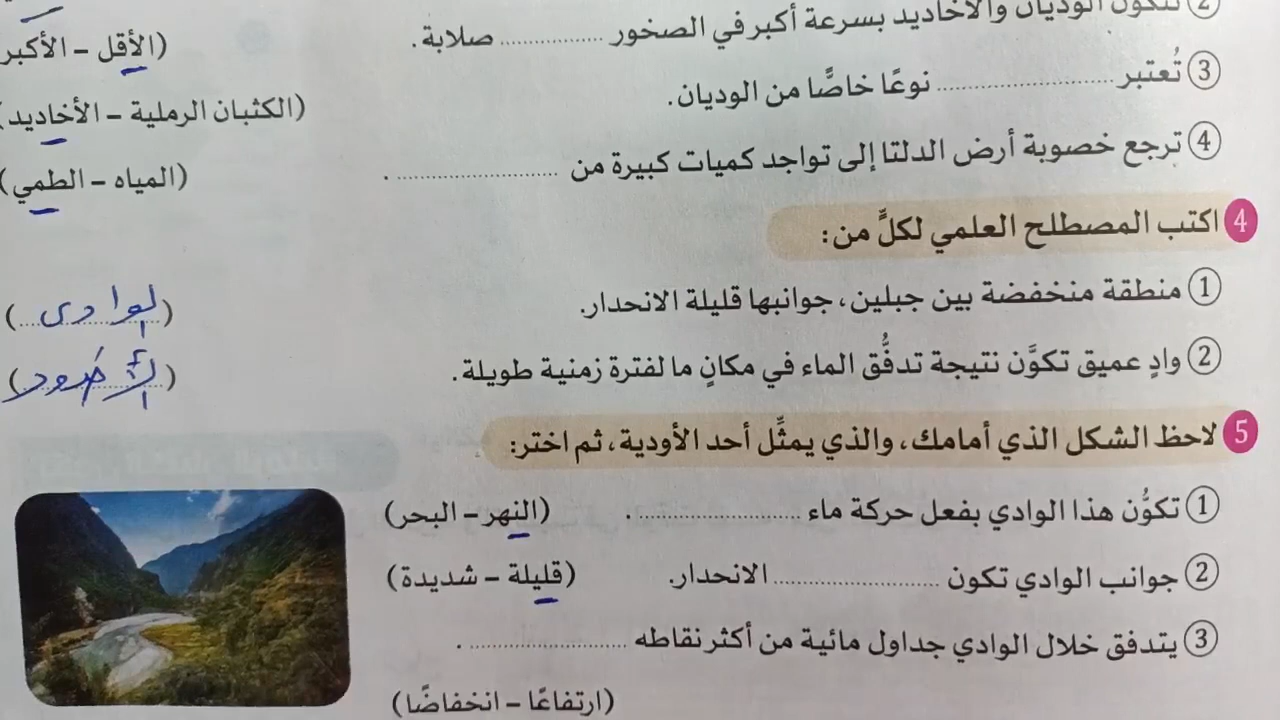 ② تتكون الوديان والأخاديد بسرعة أكبر في الصخور .............. صلابة. (الأقل – الأكبر
③ تُعتبر .............. نوعًا خاصًّا من الوديان. (الكثبان الرملية – الأخاديد)
④ ترجع خصوبة أرض الدلتا إلى تواجد كميات كبيرة من .............. . (المياه – الطمي)
4 اكتب المصطلح العلمي لكلٍّ من:
① منطقة منخفضة بين جبلين، جوانبها قليلة الانحدار. (الوادى)
② وادٍ عميق تكوَّن نتيجة تدفُّق الماء في مكانٍ ما لفترة زمنية طويلة. (الأخدود)
5 لاحظ الشكل الذي أمامك، والذي يمثِّل أحد الأودية، ثم اختر:
① تكوُّن هذا الوادي بفعل حركة ماء .............. . (النهر – البحر)
② جوانب الوادي تكون .............. الانحدار. (قليلة – شديدة)
③ يتدفق خلال الوادي جداول مائية من أكثر نقاطه .............. .
(ارتفاعًا – انخفاضًا)